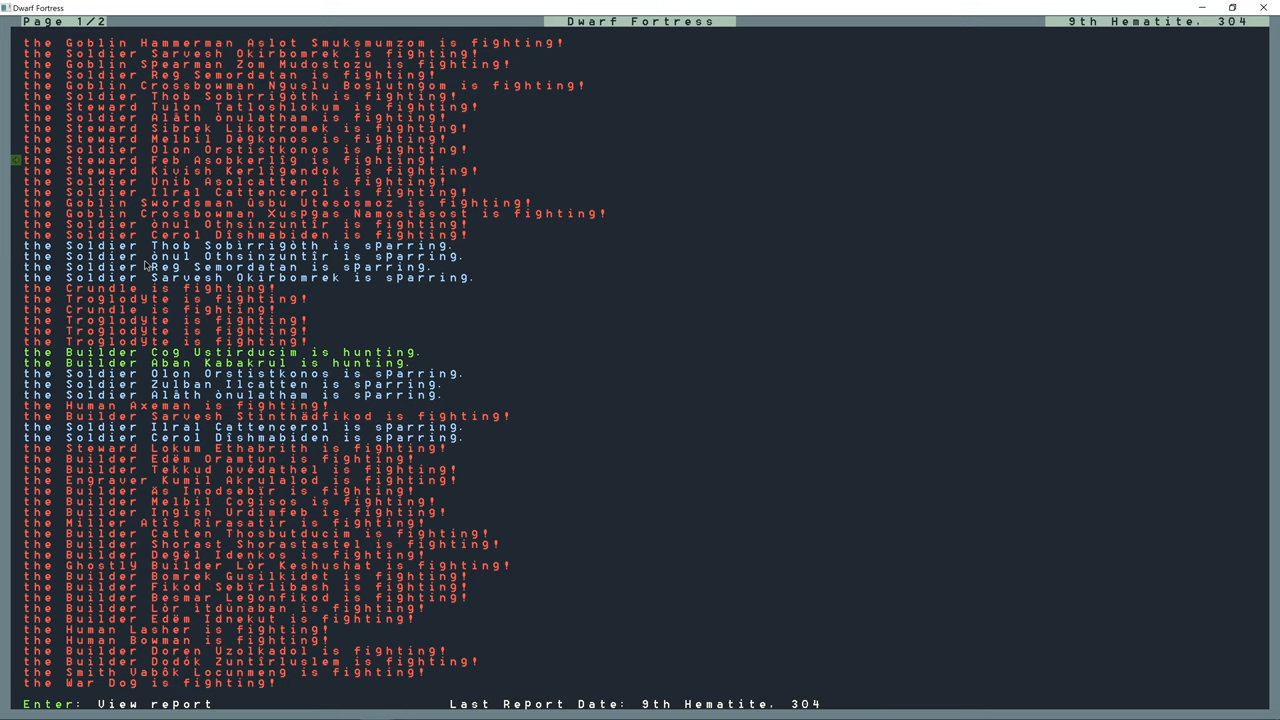 Dwarf Fortress
Page 1/2 Dwarf Fortress 9th Hematite, 304
the Goblin Hammerman Aslot Smuksmumzom is fighting!
the Soldier Sarvesh Okirbomrek is fighting!
the Goblin Spearman Zom Mudostozu is fighting!
the Soldier Reg Semordatan is fighting!
the Goblin Crossbowman Nguslu Boslutngom is fighting!
the Soldier Thob Sobìrrigòth is fighting!
the Steward Tulon Tatloshlokum is fighting!
the Soldier Alåth ònulatham is fighting!
the Steward Sibrek Likotromek is fighting!
the Steward Melbil Dègkonos is fighting!
the Soldier Olon Orstistkonos is fighting!
the Steward Feb Asobkerlîg is fighting!
the Steward Kivish Kerlîgendok is fighting!
the Soldier Unib Asolcatten is fighting!
the Soldier Ilral Cattencerol is fighting!
the Goblin Swordsman ûsbu Utesosmoz is fighting!
the Goblin Crossbowman Xuspgas Namostâsost is fighting!
the Soldier ònul Othsinzuntîr is fighting!
the Soldier Cerol Dîshmabiden is fighting!
the Soldier Thob Sobìrrigòth is sparring.
the Soldier ònul Othsinzuntîr is sparring.
the Soldier Reg Semordatan is sparring.
the Soldier Sarvesh Okirbomrek is sparring.
the Crundle is fighting!
the Troglodyte is fighting!
the Crundle is fighting!
the Troglodyte is fighting!
the Troglodyte is fighting!
the Troglodyte is fighting!
the Builder Cog Ustirducim is hunting.
the Builder Aban Kabakrul is hunting.
the Soldier Olon Orstistkonos is sparring.
the Soldier Zulban Ilcatten is sparring.
the Soldier Alåth ònulatham is sparring.
the Human Axeman is fighting!
the Builder Sarvesh Stinthädfikod is fighting!
the Soldier Ilral Cattencerol is sparring.
the Soldier Cerol Dîshmabiden is sparring.
the Steward Lokum Ethabrith is fighting!
the Builder Edëm Oramtun is fighting!
the Builder Tekkud Avédathel is fighting!
the Engraver Kumil Akrulalod is fighting!
the Builder Ás Inodsebïr is fighting!
the Builder Melbil Cogisos is fighting!
the Builder Ingish Urdimfeb is fighting!
the Miller Atîs Rirasatir is fighting!
the Builder Catten Thosbutducim is fighting!
the Builder Shorast Shorastastel is fighting!
the Builder Degël Idenkos is fighting!
the Ghostly Builder Lòr Keshushat is fighting!
the Builder Bomrek Gusilkidet is fighting!
the Builder Fikod Sebïrlibash is fighting!
the Builder Besmar Legonfikod is fighting!
the Builder Lòr ìtdùnaban is fighting!
the Builder Edëm Idnekut is fighting!
the Human Lasher is fighting!
the Human Bowman is fighting!
the Builder Doren Uzolkadol is fighting!
the Builder Dodók Zuntîrluslem is fighting!
the Smith Vabôk Locunmeng is fighting!
the War Dog is fighting!
Enter: View report Last Report Date: 9th Hematite, 304